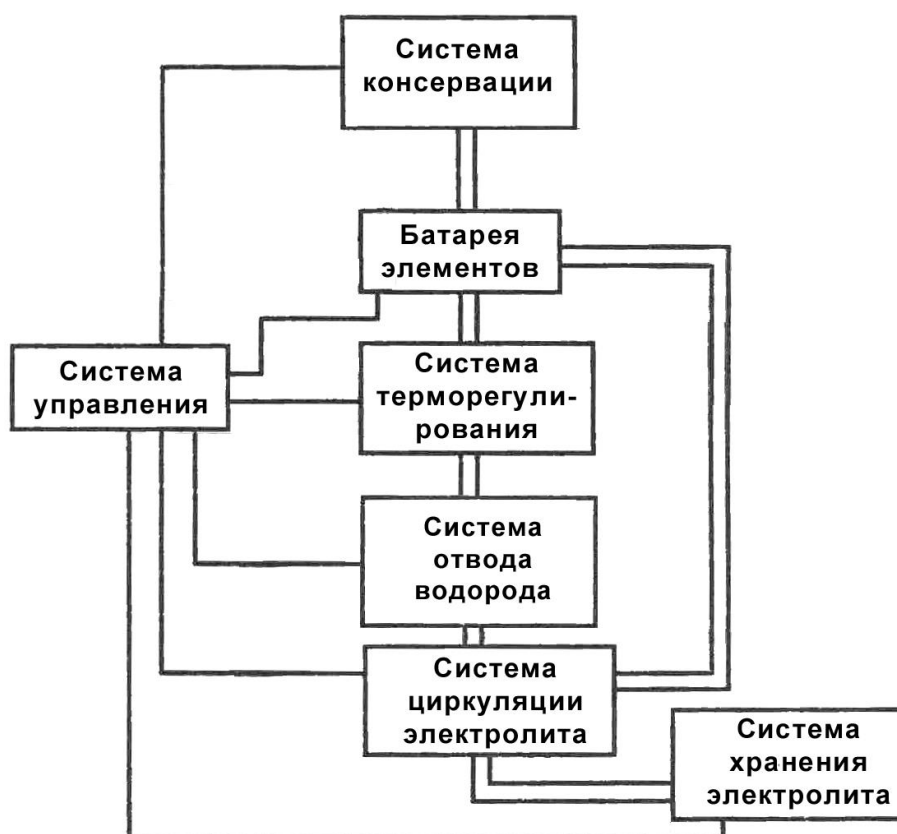 Система
консервации
Батарея
элементов
Система
управления
Система
терморегули-
рования
Система
отвода
водорода
Система
циркуляции
электролита
Система
хранения
электролита